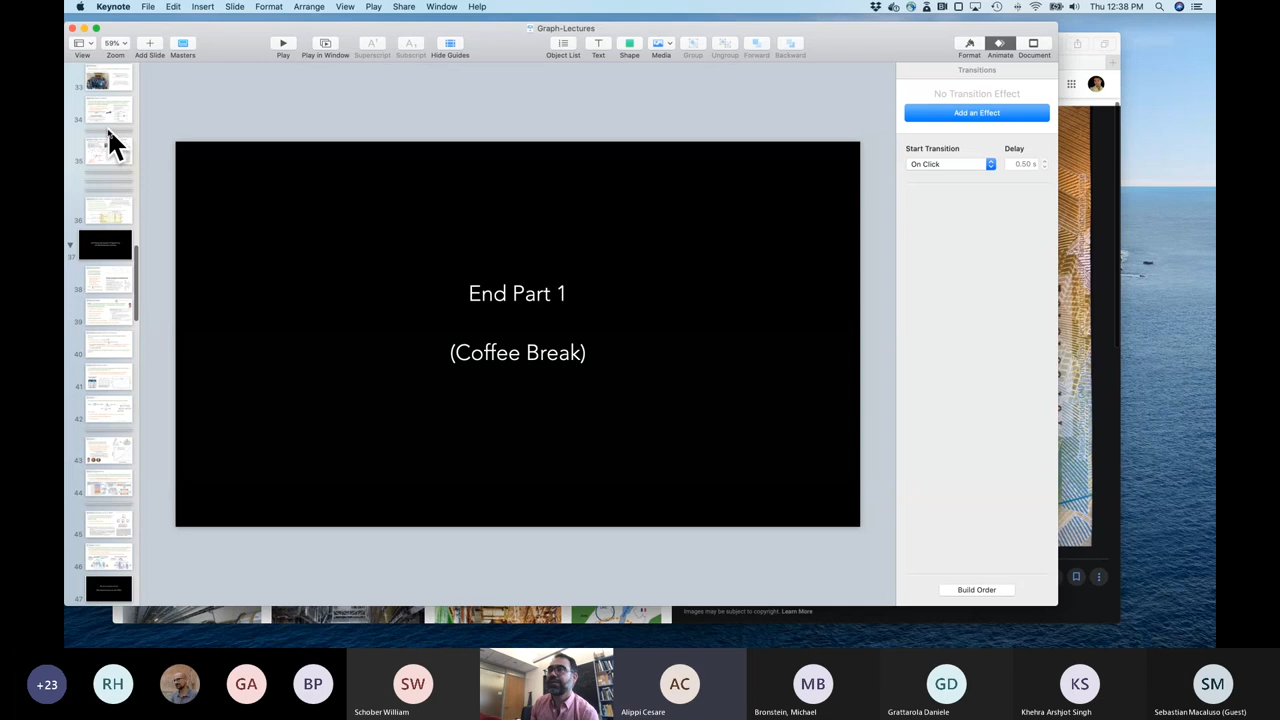 Keynote File Edit Insert Slide Format Arrange View Play Share Window Help
Thu 12:38 PM
Graph-Lectures
59%
View Zoom Add Slide Masters Play Play in Window Superscript Subscript Hide Guides Object List Text Shape Media Group Ungroup Forward Backward Format Animate Document
Transitions
No Transition Effect
Add an Effect
Start Transition Delay
On Click 0.50 s
33
34
35
36
37
38
39
40
41
42
43
44
45
46
47
End Part 1
(Coffee Break)
Build Order
Images may be subject to copyright. Learn More
+23 RH GA BP SW AC MB GD KS SM
Schober William Alippi Cesare Bronstein, Michael Grattarola Daniele Khehra Arshjot Singh Sebastian Macaluso (Guest)